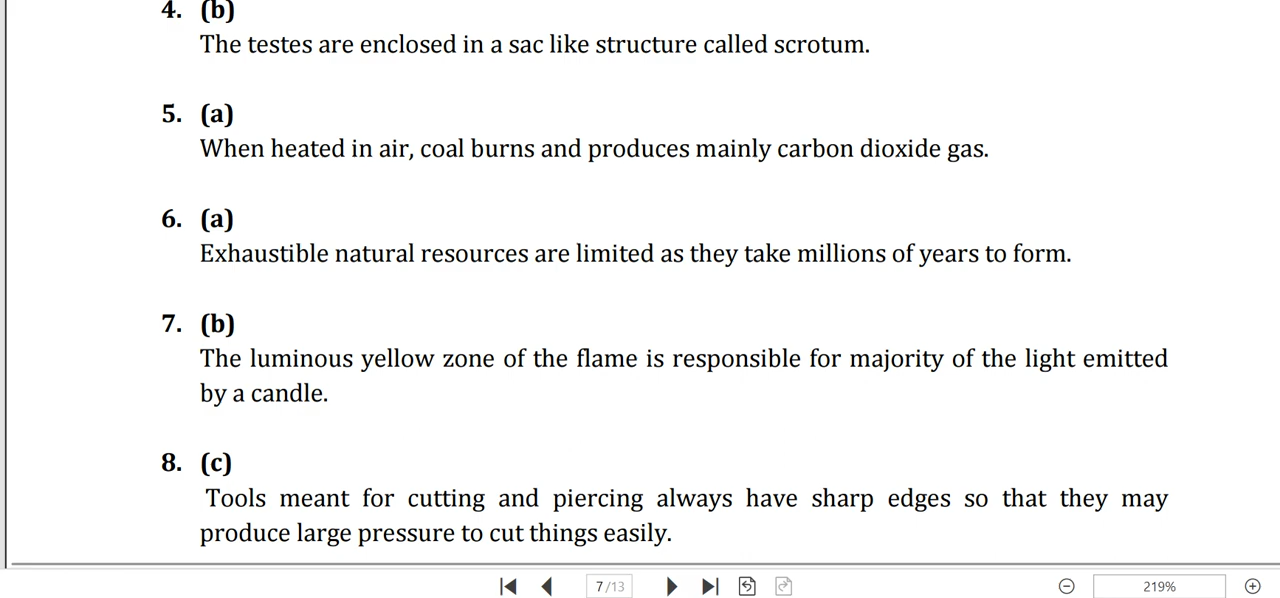 4. (b)
The testes are enclosed in a sac like structure called scrotum.
5. (a)
When heated in air, coal burns and produces mainly carbon dioxide gas.
6. (a)
Exhaustible natural resources are limited as they take millions of years to form.
7. (b)
The luminous yellow zone of the flame is responsible for majority of the light emitted
by a candle.
8. (c)
Tools meant for cutting and piercing always have sharp edges so that they may
produce large pressure to cut things easily.
7 /13
219%